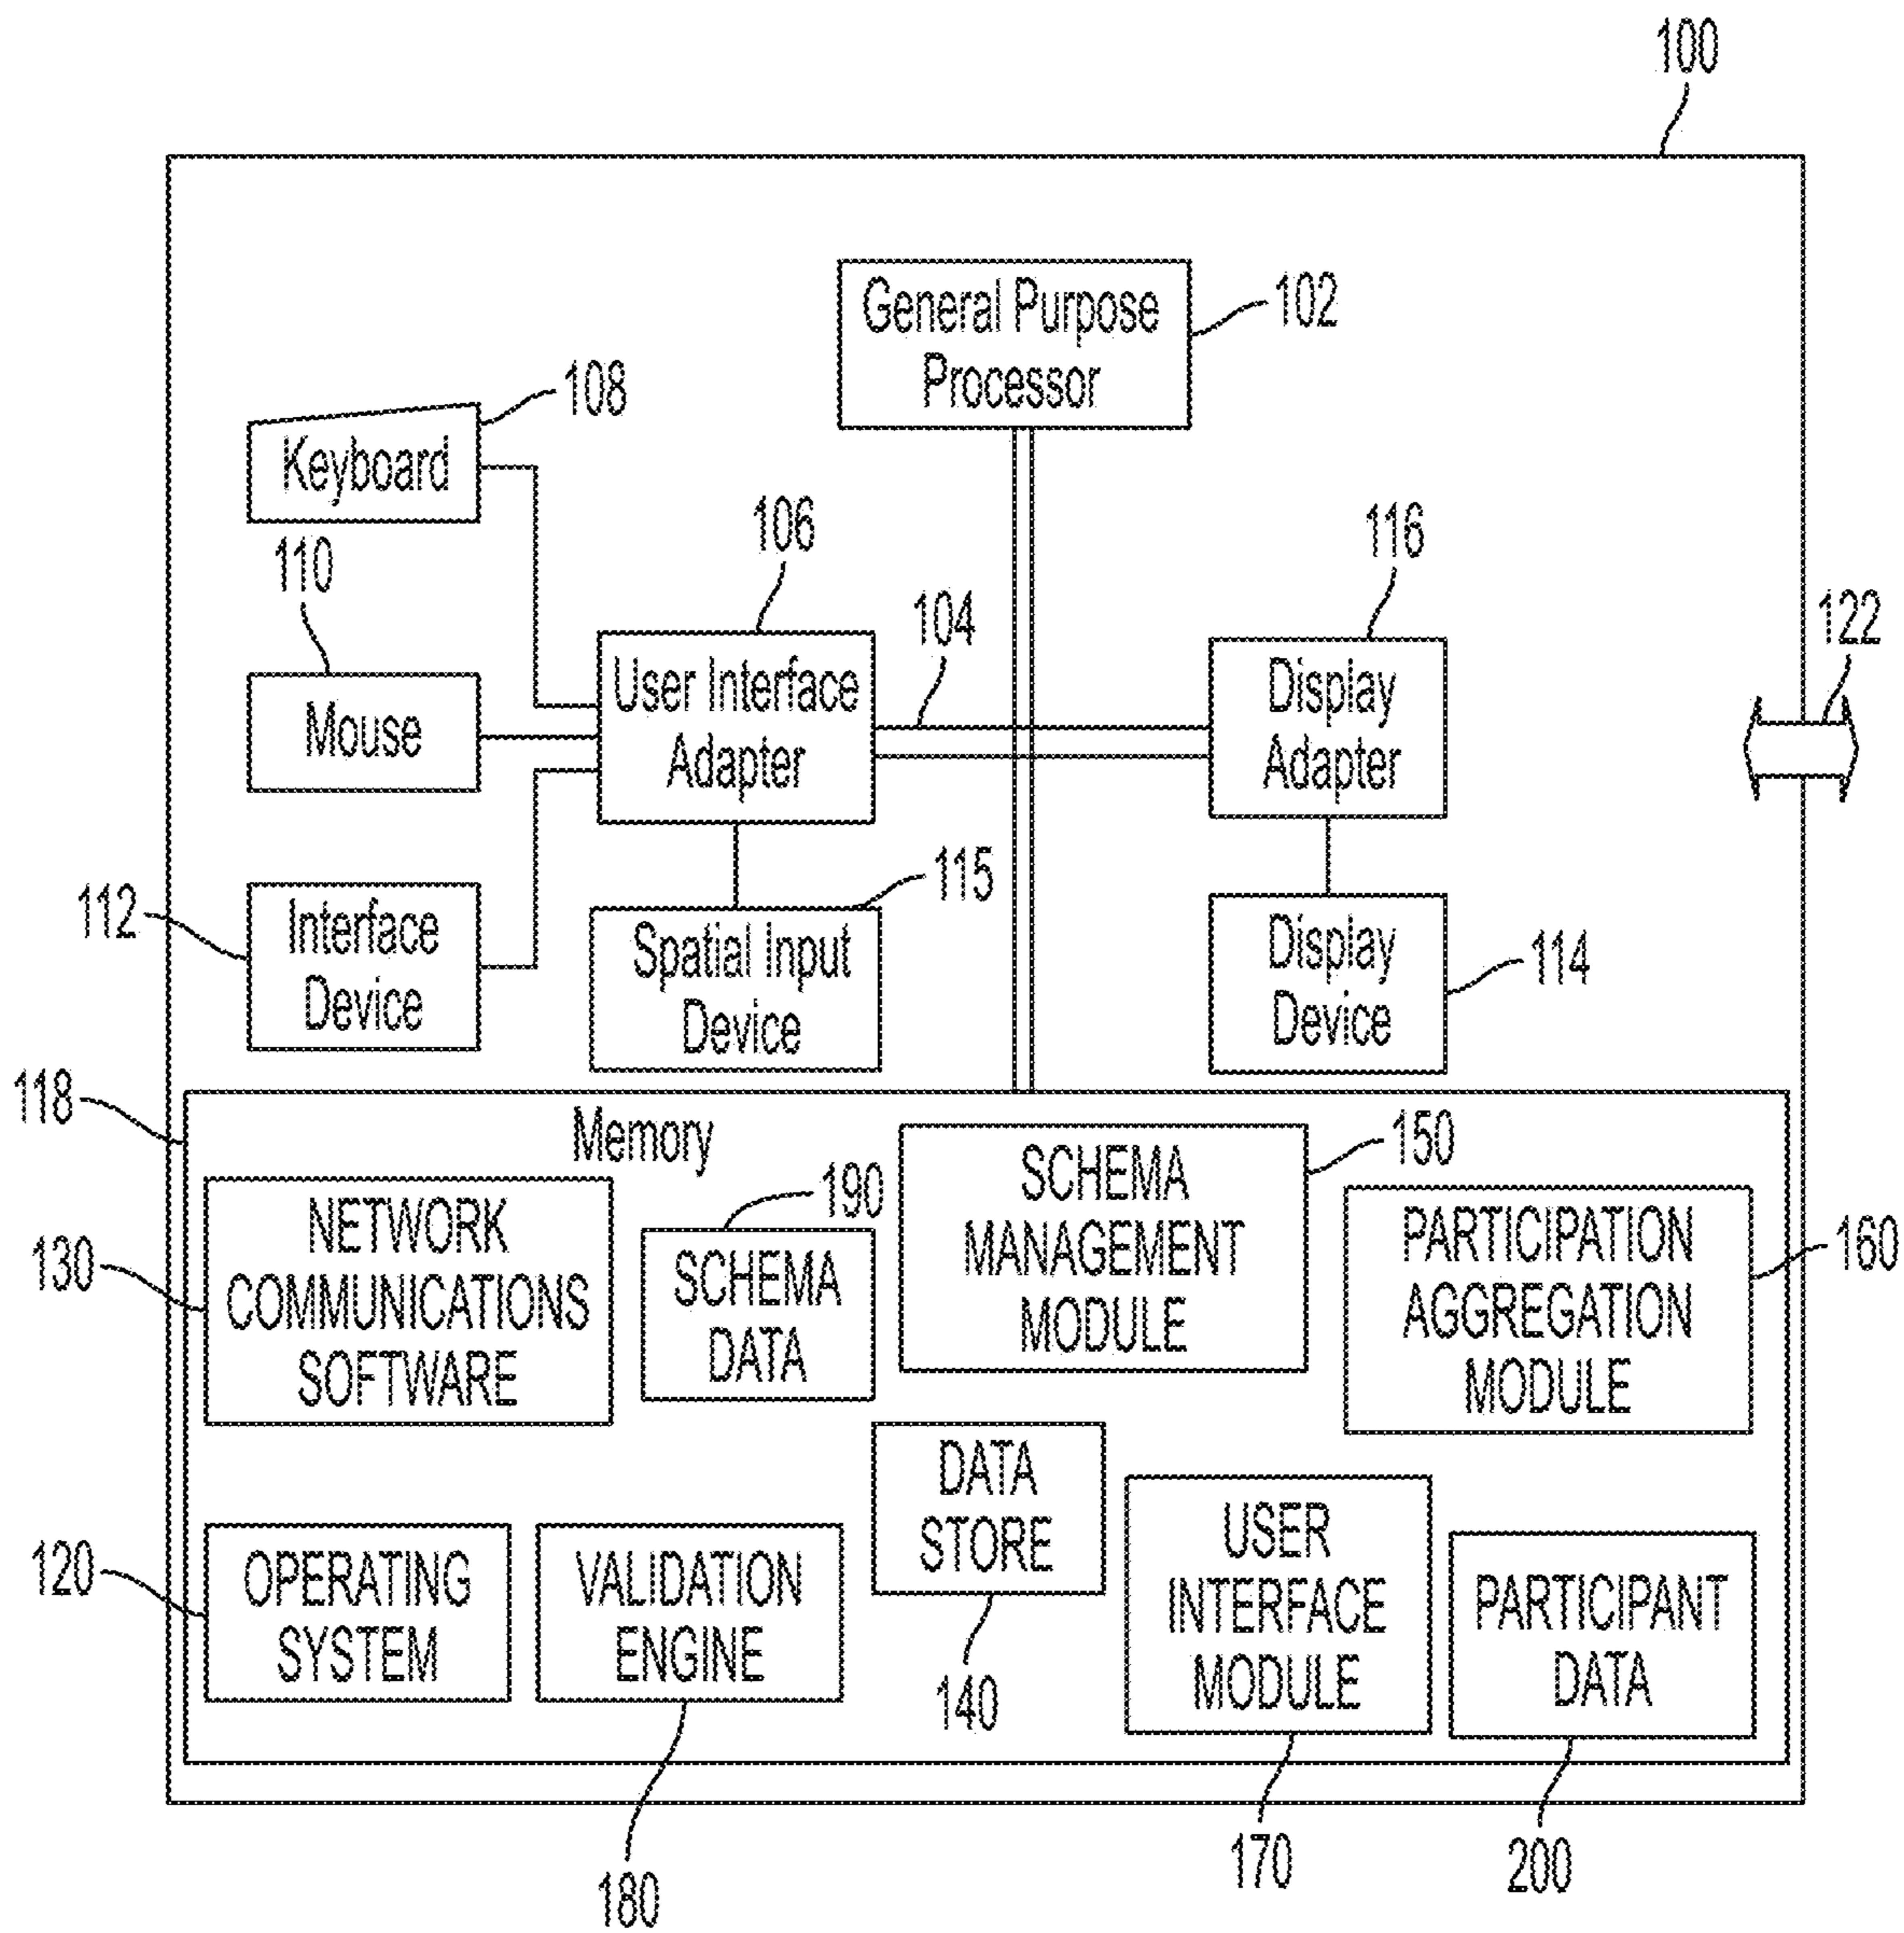 100
General Purpose
Processor
102
108
Keyboard
106
116
110
104
122
Mouse
User Interface
Adapter
Display
Adapter
115
112
Interface
Device
Spatial Input
Device
Display
Device
114
118
Memory
150
190
SCHEMA
MANAGEMENT
MODULE
NETWORK
COMMUNICATIONS
SOFTWARE
130
SCHEMA
DATA
PARTICIPATION
AGGREGATION
MODULE
160
DATA
STORE
USER
INTERFACE
MODULE
120
OPERATING
SYSTEM
VALIDATION
ENGINE
PARTICIPANT
DATA
140
170
200
180